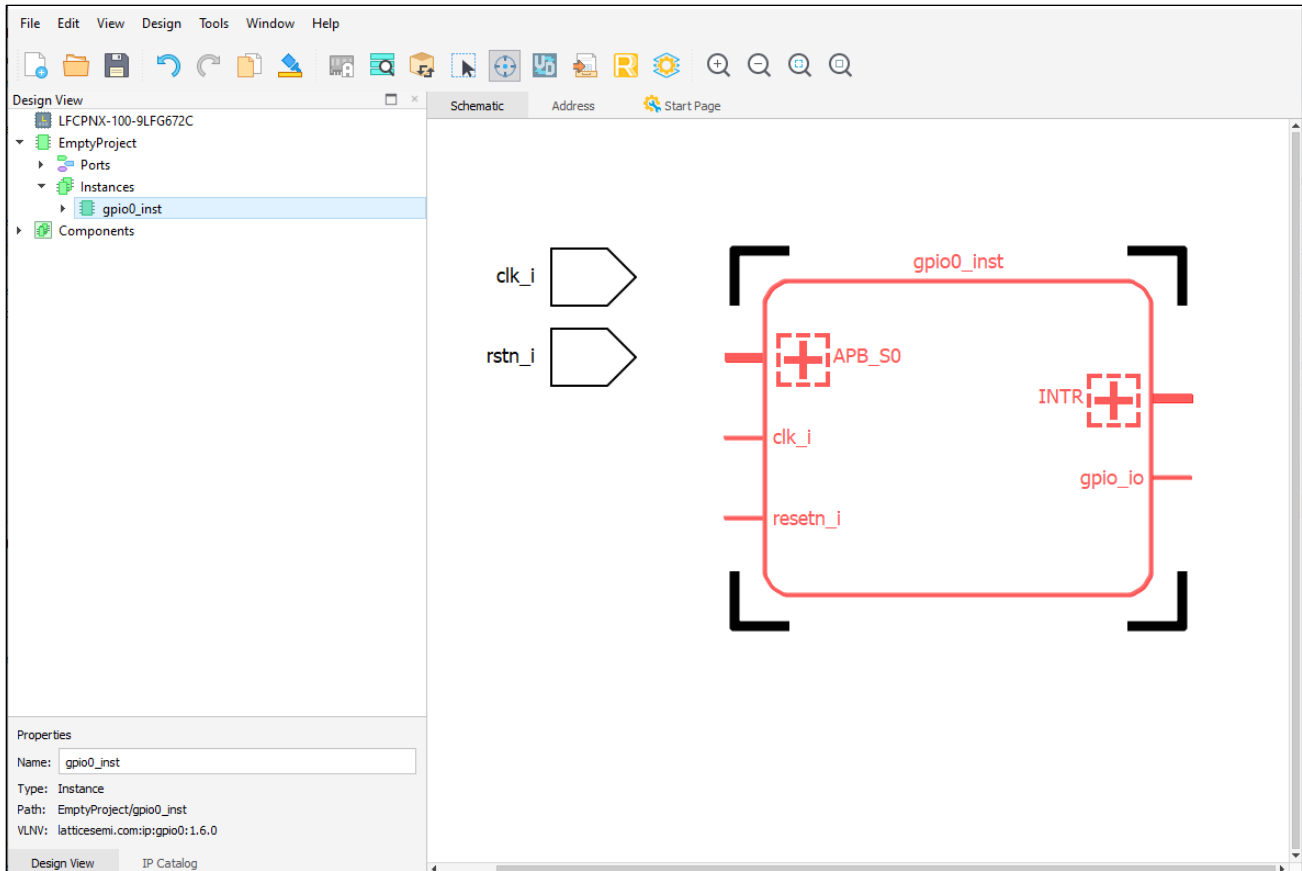 File Edit View Design Tools Window Help
Design View
Schematic Address Start Page
LFCPNX-100-9LFG672C
EmptyProject
Ports
Instances
gpio0_inst
Components
clk_i
rstn_i
gpio0_inst
APB_S0
INTR
clk_i
gpio_io
resetn_i
Properties
Name: gpio0_inst
Type: Instance
Path: EmptyProject/gpio0_inst
VLNV: latticesemi.com:ip:gpio0:1.6.0
Design View IP Catalog